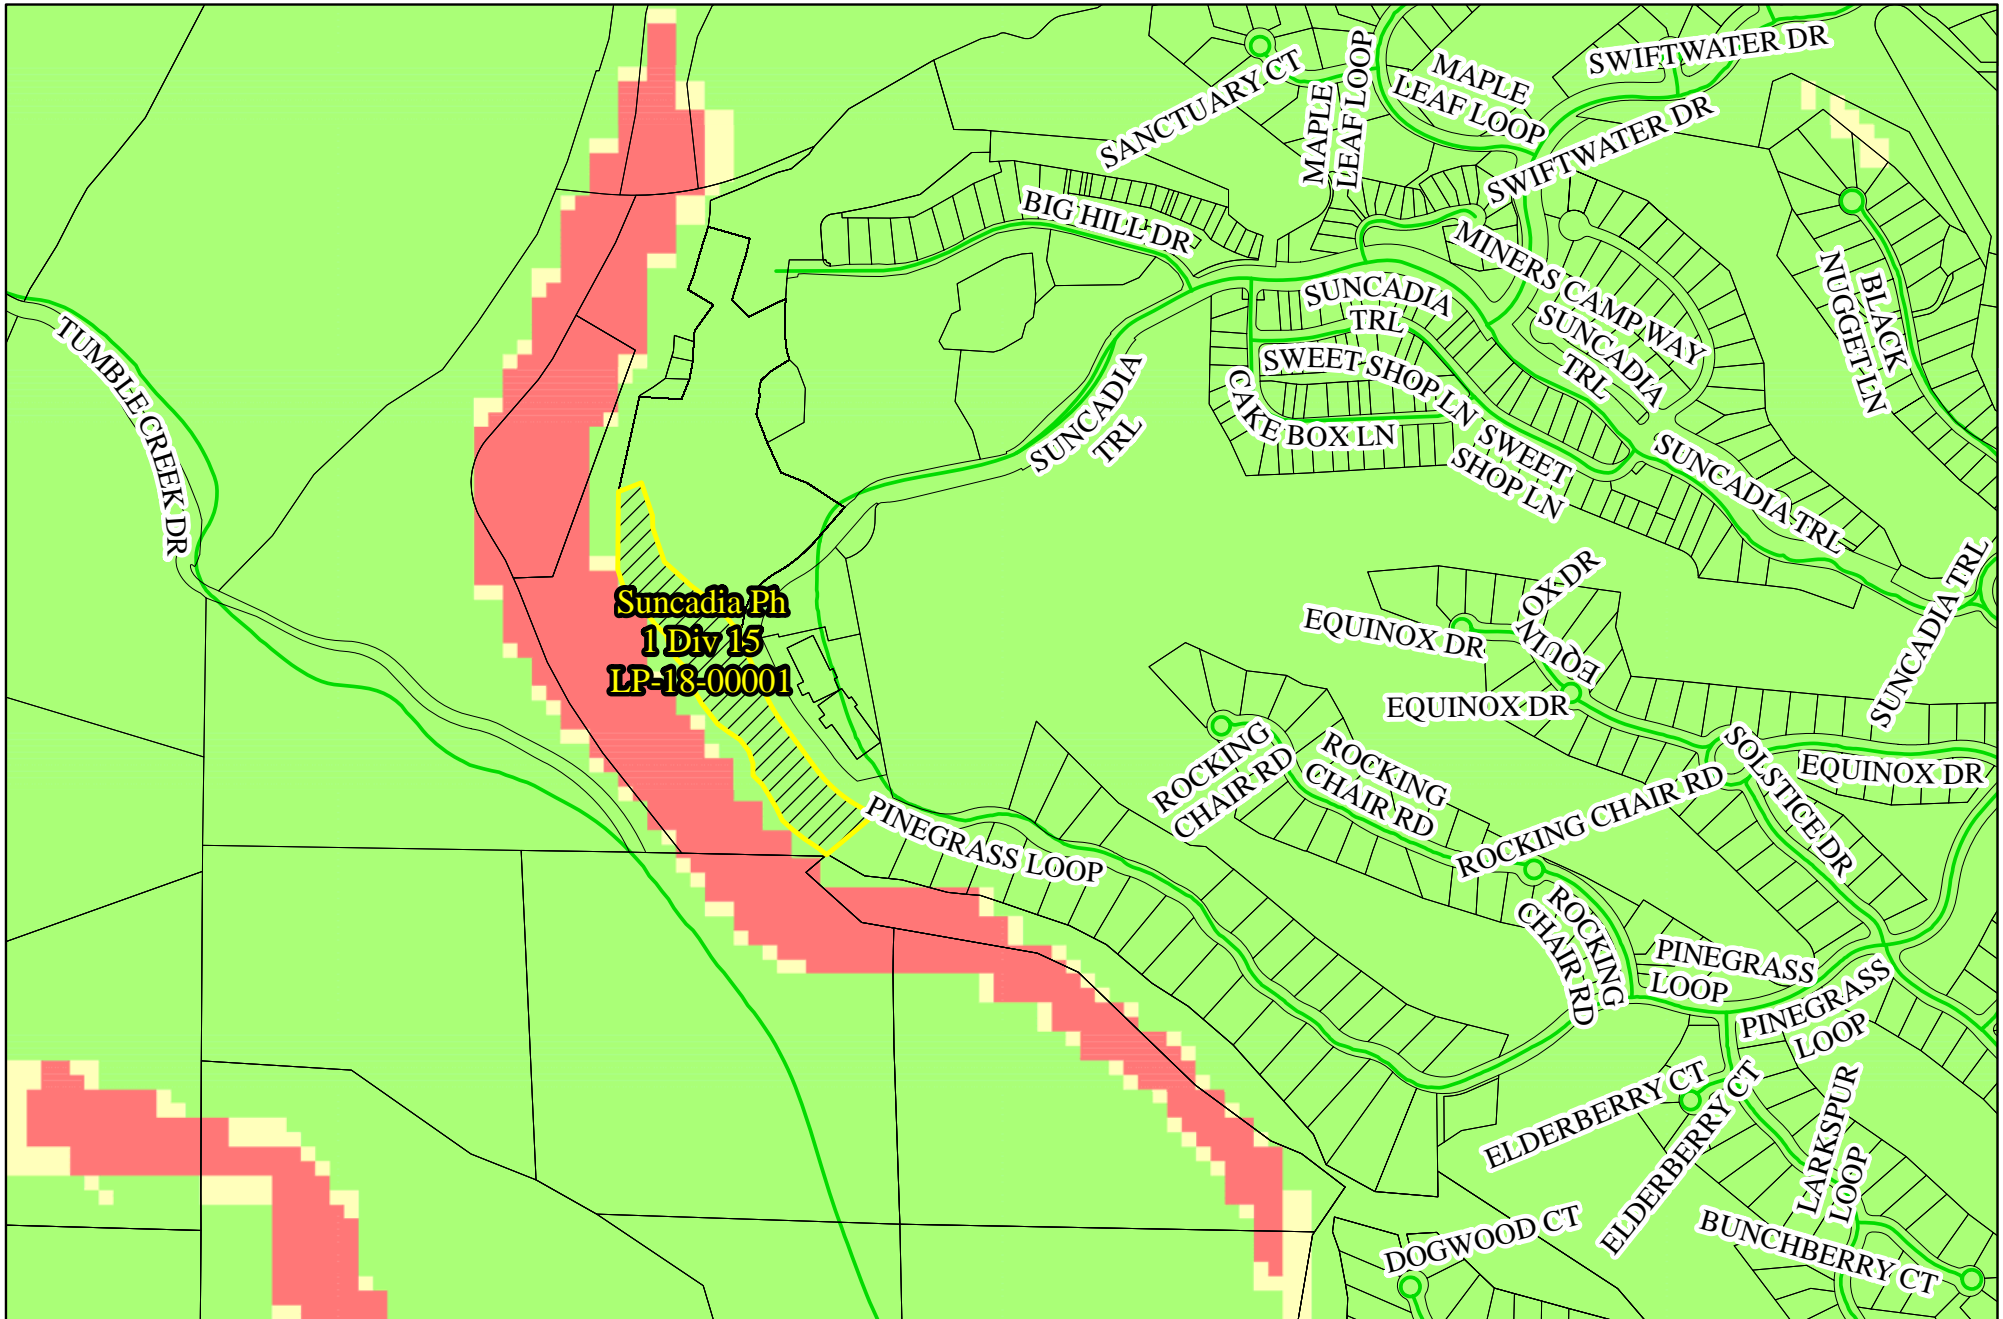 SWIFTWATER DR
MAPLE
LEAF LOOP
SANCTUARY CT
MAPLE
LEAF LOOP
SWIFTWATER DR
BIG HILL DR
MINERS CAMP WAY
BLACK
NUGGET LN
SUNCADIA
TRL
SUNCADIA
TRL
TUMBLE CREEK DR
SWEET SHOP LN
CAKE BOX LN
SUNCADIA
TRL
SWEET
SHOP LN
SUNCADIA TRL
SUNCADIA TRL
EQUINOX DR
EQUIN
OX DR
Suncadia Ph
1 Div 15
LP-18-00001
EQUINOX DR
SOLSTICE DR
EQUINOX DR
ROCKING
CHAIR RD
ROCKING
CHAIR RD
ROCKING CHAIR RD
PINEGRASS LOOP
ROCKING
CHAIR RD
PINEGRASS
LOOP
PINEGRASS
LOOP
ELDERBERRY CT
ELDERBERRY CT
LARKSPUR
LOOP
DOGWOOD CT
BUNCHBERRY CT